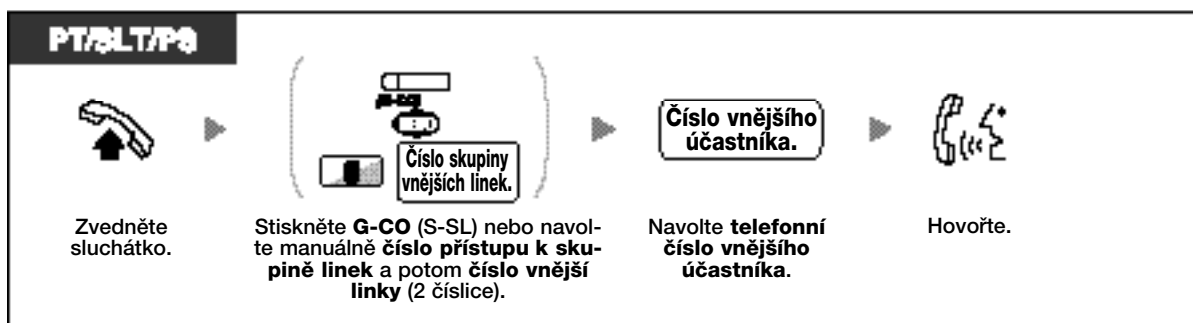 PT/SLT/PS
Číslo skupiny
vnějších linek.
Číslo vnějšího
účastníka.
Zvedněte
sluchátko.
Stiskněte G-CO (S-SL) nebo navol-
te manuálně číslo přístupu k sku-
pině linek a potom číslo vnější
linky (2 číslice).
Navolte telefonní
číslo vnějšího
účastníka.
Hovořte.